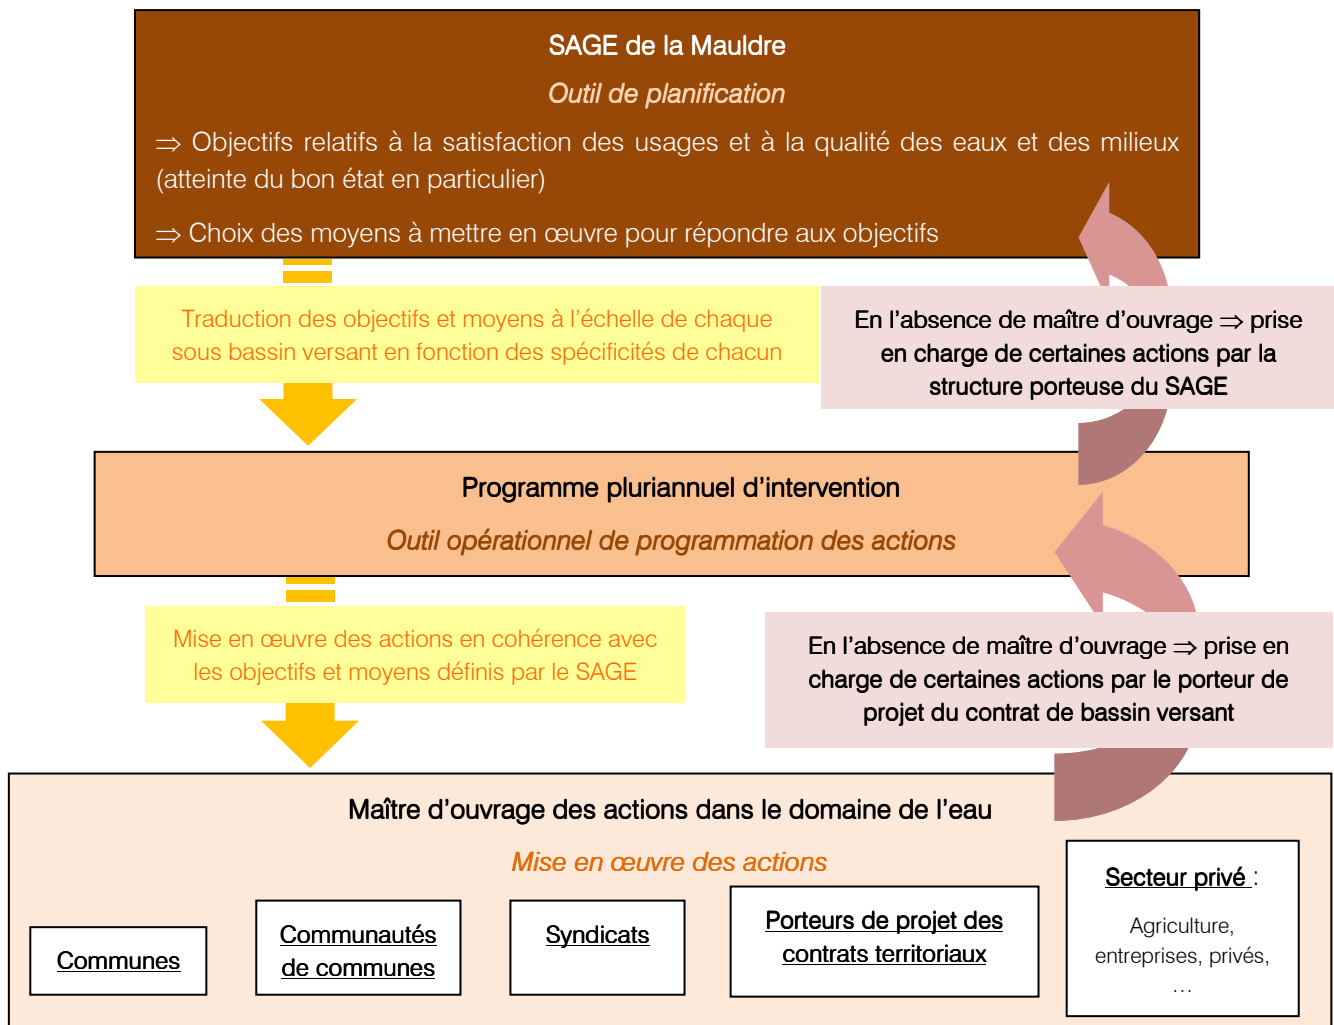 SAGE de la Mauldre
Outil de planification
⇒ Objectifs relatifs à la satisfaction des usages et à la qualité des eaux et des milieux
(atteinte du bon état en particulier)
⇒ Choix des moyens à mettre en œuvre pour répondre aux objectifs
Traduction des objectifs et moyens à l’échelle de chaque
sous bassin versant en fonction des spécificités de chacun
En l’absence de maître d’ouvrage ⇒ prise
en charge de certaines actions par la
structure porteuse du SAGE
Programme pluriannuel d’intervention
Outil opérationnel de programmation des actions
Mise en œuvre des actions en cohérence avec
les objectifs et moyens définis par le SAGE
En l’absence de maître d’ouvrage ⇒ prise en
charge de certaines actions par le porteur de
projet du contrat de bassin versant
Maître d’ouvrage des actions dans le domaine de l’eau
Mise en œuvre des actions
Communes
Communautés
de communes
Syndicats
Porteurs de projet des
contrats territoriaux
Secteur privé :
Agriculture,
entreprises, privés,
…